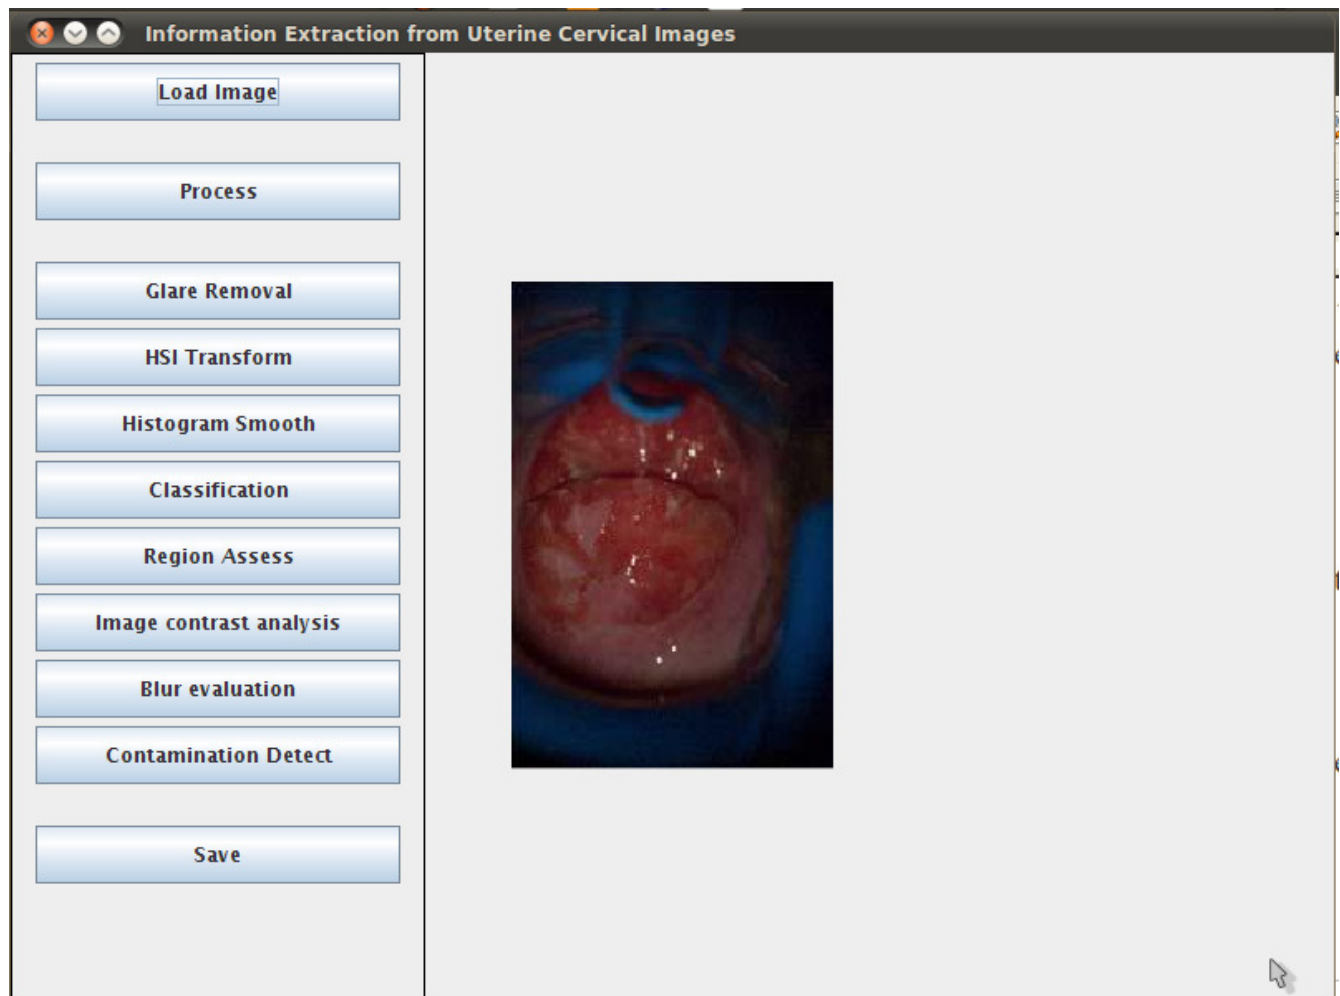 Information Extraction from Uterine Cervical Images
Load Image
Process
Glare Removal
HSI Transform
Histogram Smooth
Classification
Region Assess
Image contrast analysis
Blur evaluation
Contamination Detect
Save